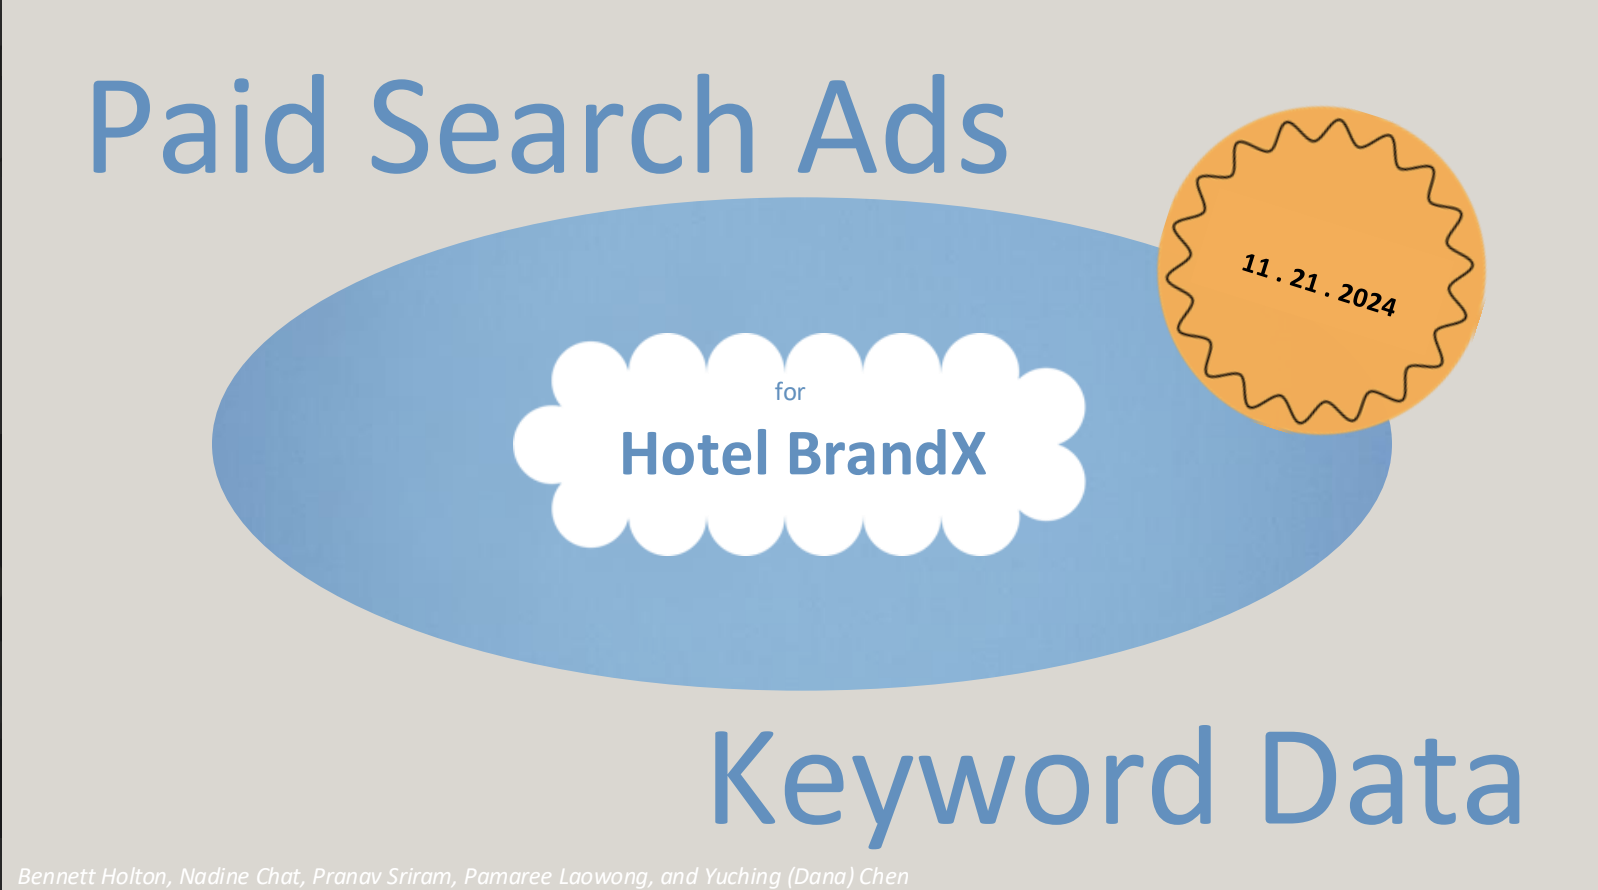 Paid Search Ads
11 . 21 . 2024
for
Hotel BrandX
Keyword Data
Bennett Holton, Nadine Chat, Pranav Sriram, Pamaree Laowong, and Yuching (Dana) Chen